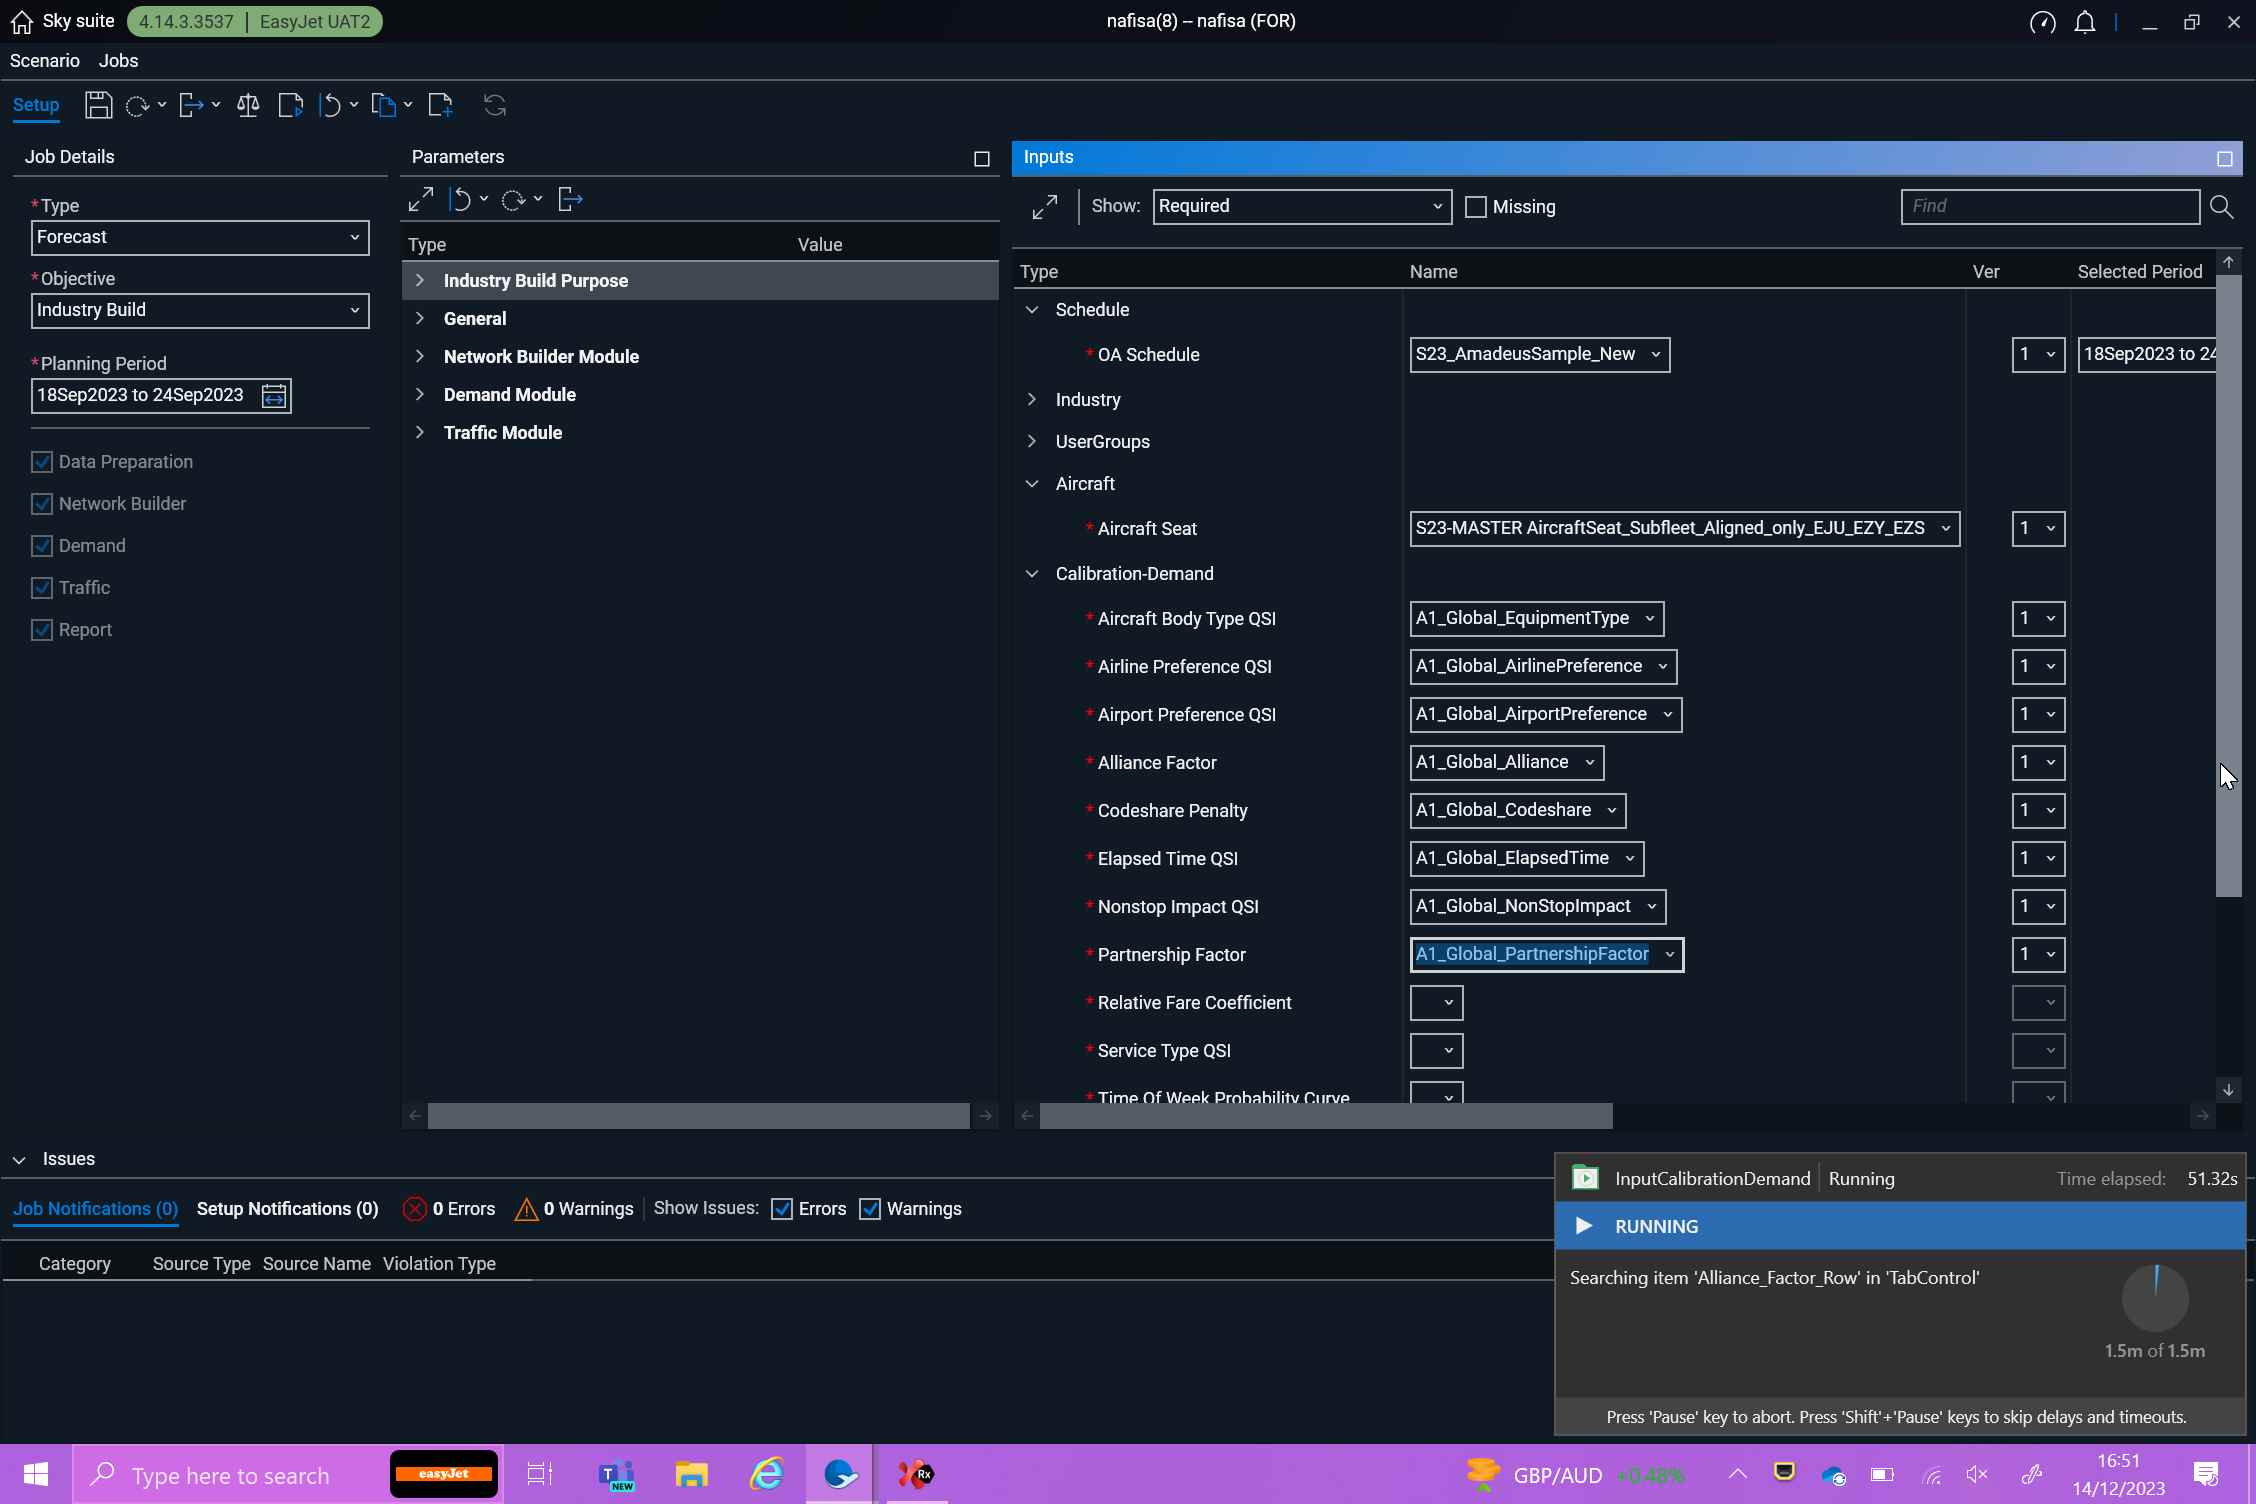 Sky suite 4.14.3.3537 | EasyJet UAT2 nafisa(8) – nafisa (FOR)
Scenario Jobs
Setup
Job Details
*Type
Forecast
*Objective
Industry Build
*Planning Period
18Sep2023 to 24Sep2023
Data Preparation
Network Builder
Demand
Traffic
Report
Parameters
Type Value
Industry Build Purpose
General
Network Builder Module
Demand Module
Traffic Module
Inputs
Show: Required Missing Find
Type Name Ver Selected Period
Schedule
* OA Schedule S23_AmadeusSample_New 1 18Sep2023 to 24
Industry
UserGroups
Aircraft
* Aircraft Seat S23-MASTER AircraftSeat_Subfleet_Aligned_only_EJU_EZY_EZS 1
Calibration-Demand
* Aircraft Body Type QSI A1_Global_EquipmentType 1
* Airline Preference QSI A1_Global_AirlinePreference 1
* Airport Preference QSI A1_Global_AirportPreference 1
* Alliance Factor A1_Global_Alliance 1
* Codeshare Penalty A1_Global_Codeshare 1
* Elapsed Time QSI A1_Global_ElapsedTime 1
* Nonstop Impact QSI A1_Global_NonStopImpact 1
* Partnership Factor A1_Global_PartnershipFactor 1
* Relative Fare Coefficient
* Service Type QSI
* Time Of Week Probability Curve
Issues
Job Notifications (0) Setup Notifications (0) 0 Errors 0 Warnings Show Issues: Errors Warnings
Category Source Type Source Name Violation Type
InputCalibrationDemand | Running Time elapsed: 51.32s
RUNNING
Searching item 'Alliance_Factor_Row' in 'TabControl'
1.5m of 1.5m
Press 'Pause' key to abort. Press 'Shift'+'Pause' keys to skip delays and timeouts.
Type here to search easyJet T NEW Rx GBP/AUD +0.48% 16:51
14/12/2023